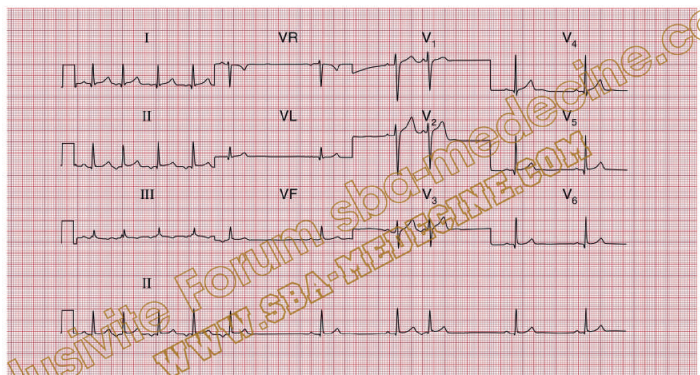 I VR V1 V4
II VL V2 V5
III VF V3 V6
II
lusivite Forum sba-medecine.co
WWW.SBA-MEDECINE.COM